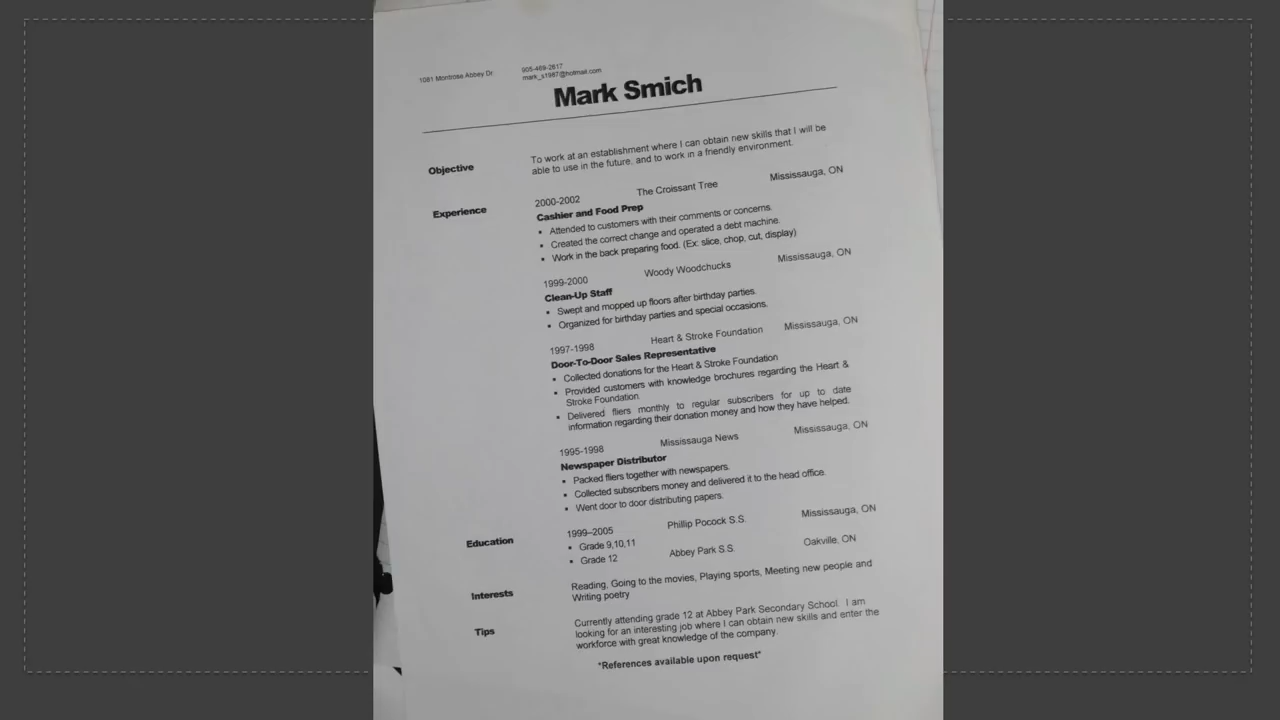 1081 Montrose Abbey Dr
905-469-2617
mark_s1987@hotmail.com
Mark Smich
Objective
To work at an establishment where I can obtain new skills that I will be
able to use in the future, and to work in a friendly environment.
Experience
2000-2002 The Croissant Tree Mississauga, ON
Cashier and Food Prep
• Attended to customers with their comments or concerns.
• Created the correct change and operated a debt machine.
• Work in the back preparing food. (Ex: slice, chop, cut, display)
1999-2000 Woody Woodchucks Mississauga, ON
Clean-Up Staff
• Swept and mopped up floors after birthday parties.
• Organized for birthday parties and special occasions.
1997-1998 Heart & Stroke Foundation Mississauga, ON
Door-To-Door Sales Representative
• Collected donations for the Heart & Stroke Foundation
• Provided customers with knowledge brochures regarding the Heart &
Stroke Foundation.
• Delivered fliers monthly to regular subscribers for up to date
information regarding their donation money and how they have helped.
1995-1998 Mississauga News Mississauga, ON
Newspaper Distributor
• Packed fliers together with newspapers.
• Collected subscribers money and delivered it to the head office.
• Went door to door distributing papers.
Education
1999–2005 Phillip Pocock S.S. Mississauga, ON
• Grade 9,10,11
• Grade 12 Abbey Park S.S. Oakville, ON
Interests
Reading, Going to the movies, Playing sports, Meeting new people and
Writing poetry
Tips
Currently attending grade 12 at Abbey Park Secondary School. I am
looking for an interesting job where I can obtain new skills and enter the
workforce with great knowledge of the company.
*References available upon request*